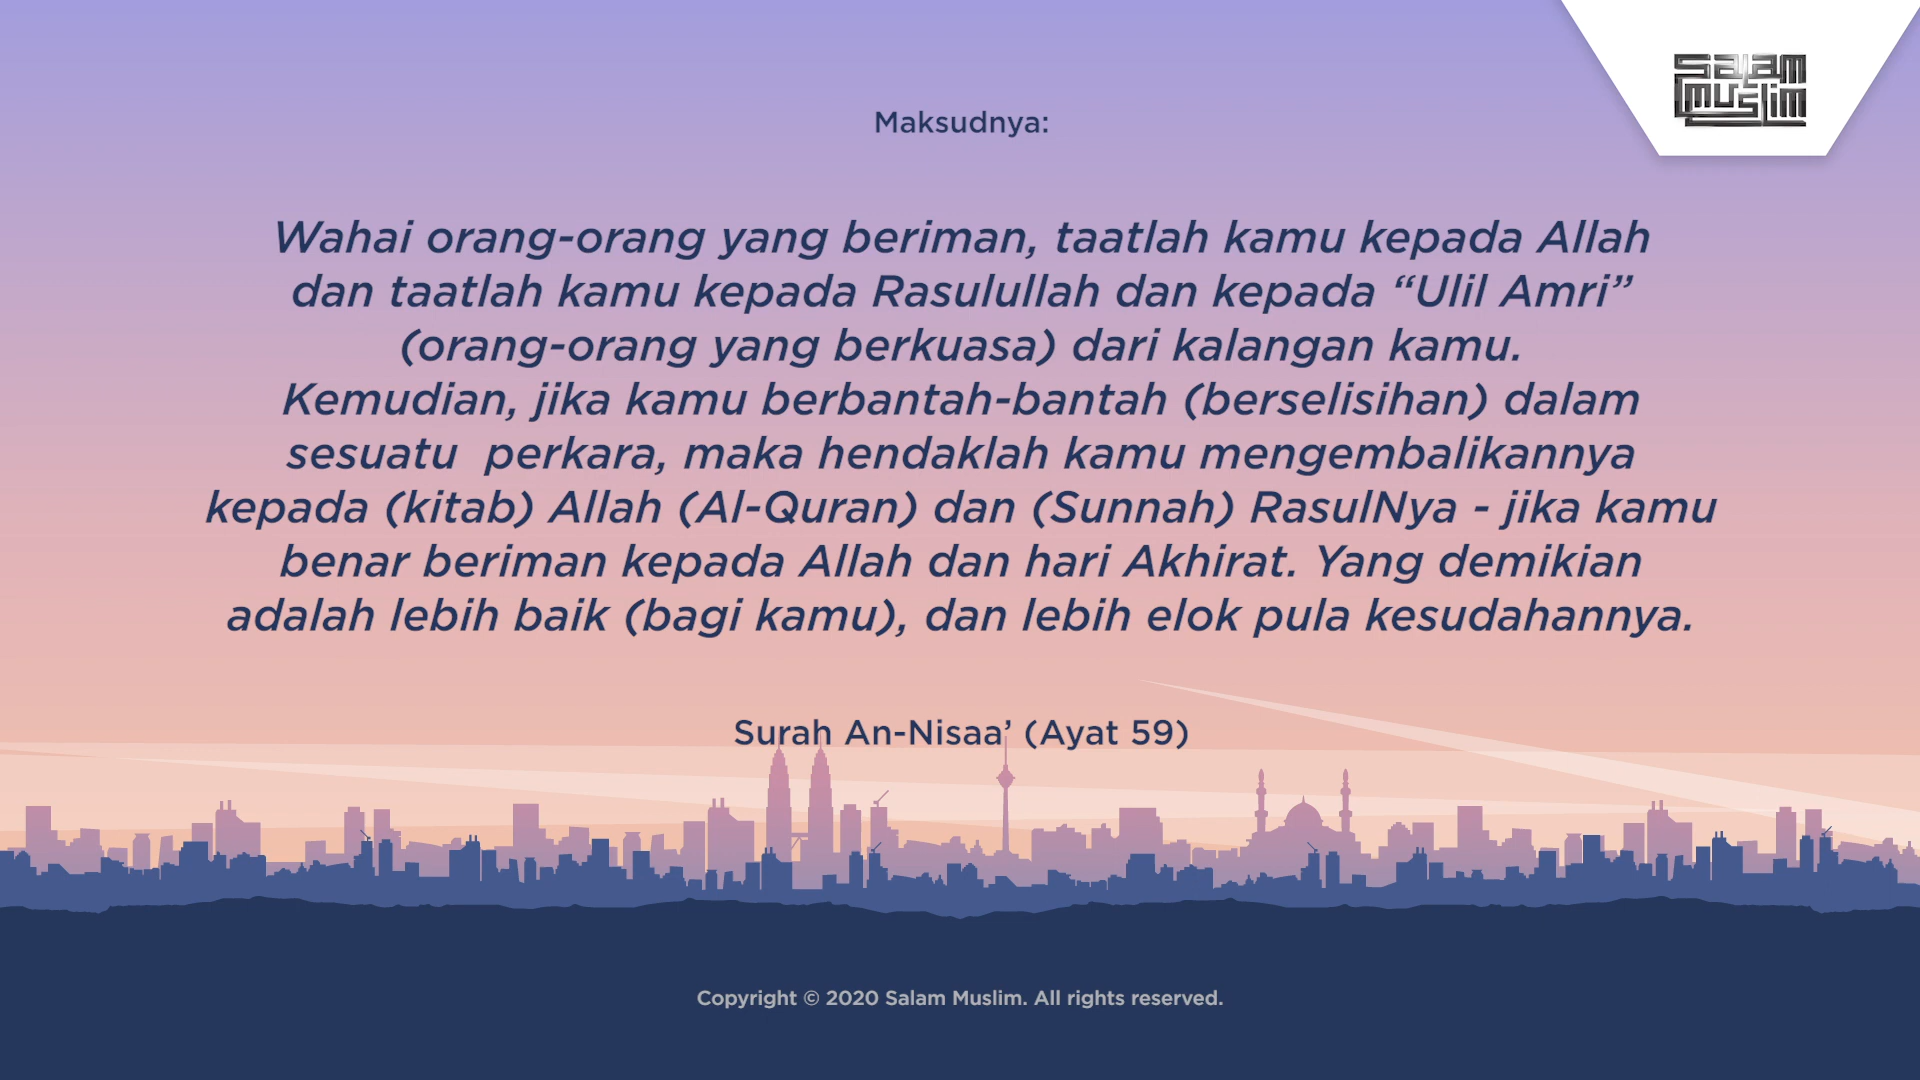 salam
muslim
Maksudnya:
Wahai orang-orang yang beriman, taatlah kamu kepada Allah
dan taatlah kamu kepada Rasulullah dan kepada “Ulil Amri”
(orang-orang yang berkuasa) dari kalangan kamu.
Kemudian, jika kamu berbantah-bantah (berselisihan) dalam
sesuatu  perkara, maka hendaklah kamu mengembalikannya
kepada (kitab) Allah (Al-Quran) dan (Sunnah) RasulNya - jika kamu
benar beriman kepada Allah dan hari Akhirat. Yang demikian
adalah lebih baik (bagi kamu), dan lebih elok pula kesudahannya.
Surah An-Nisaa’ (Ayat 59)
Copyright © 2020 Salam Muslim. All rights reserved.